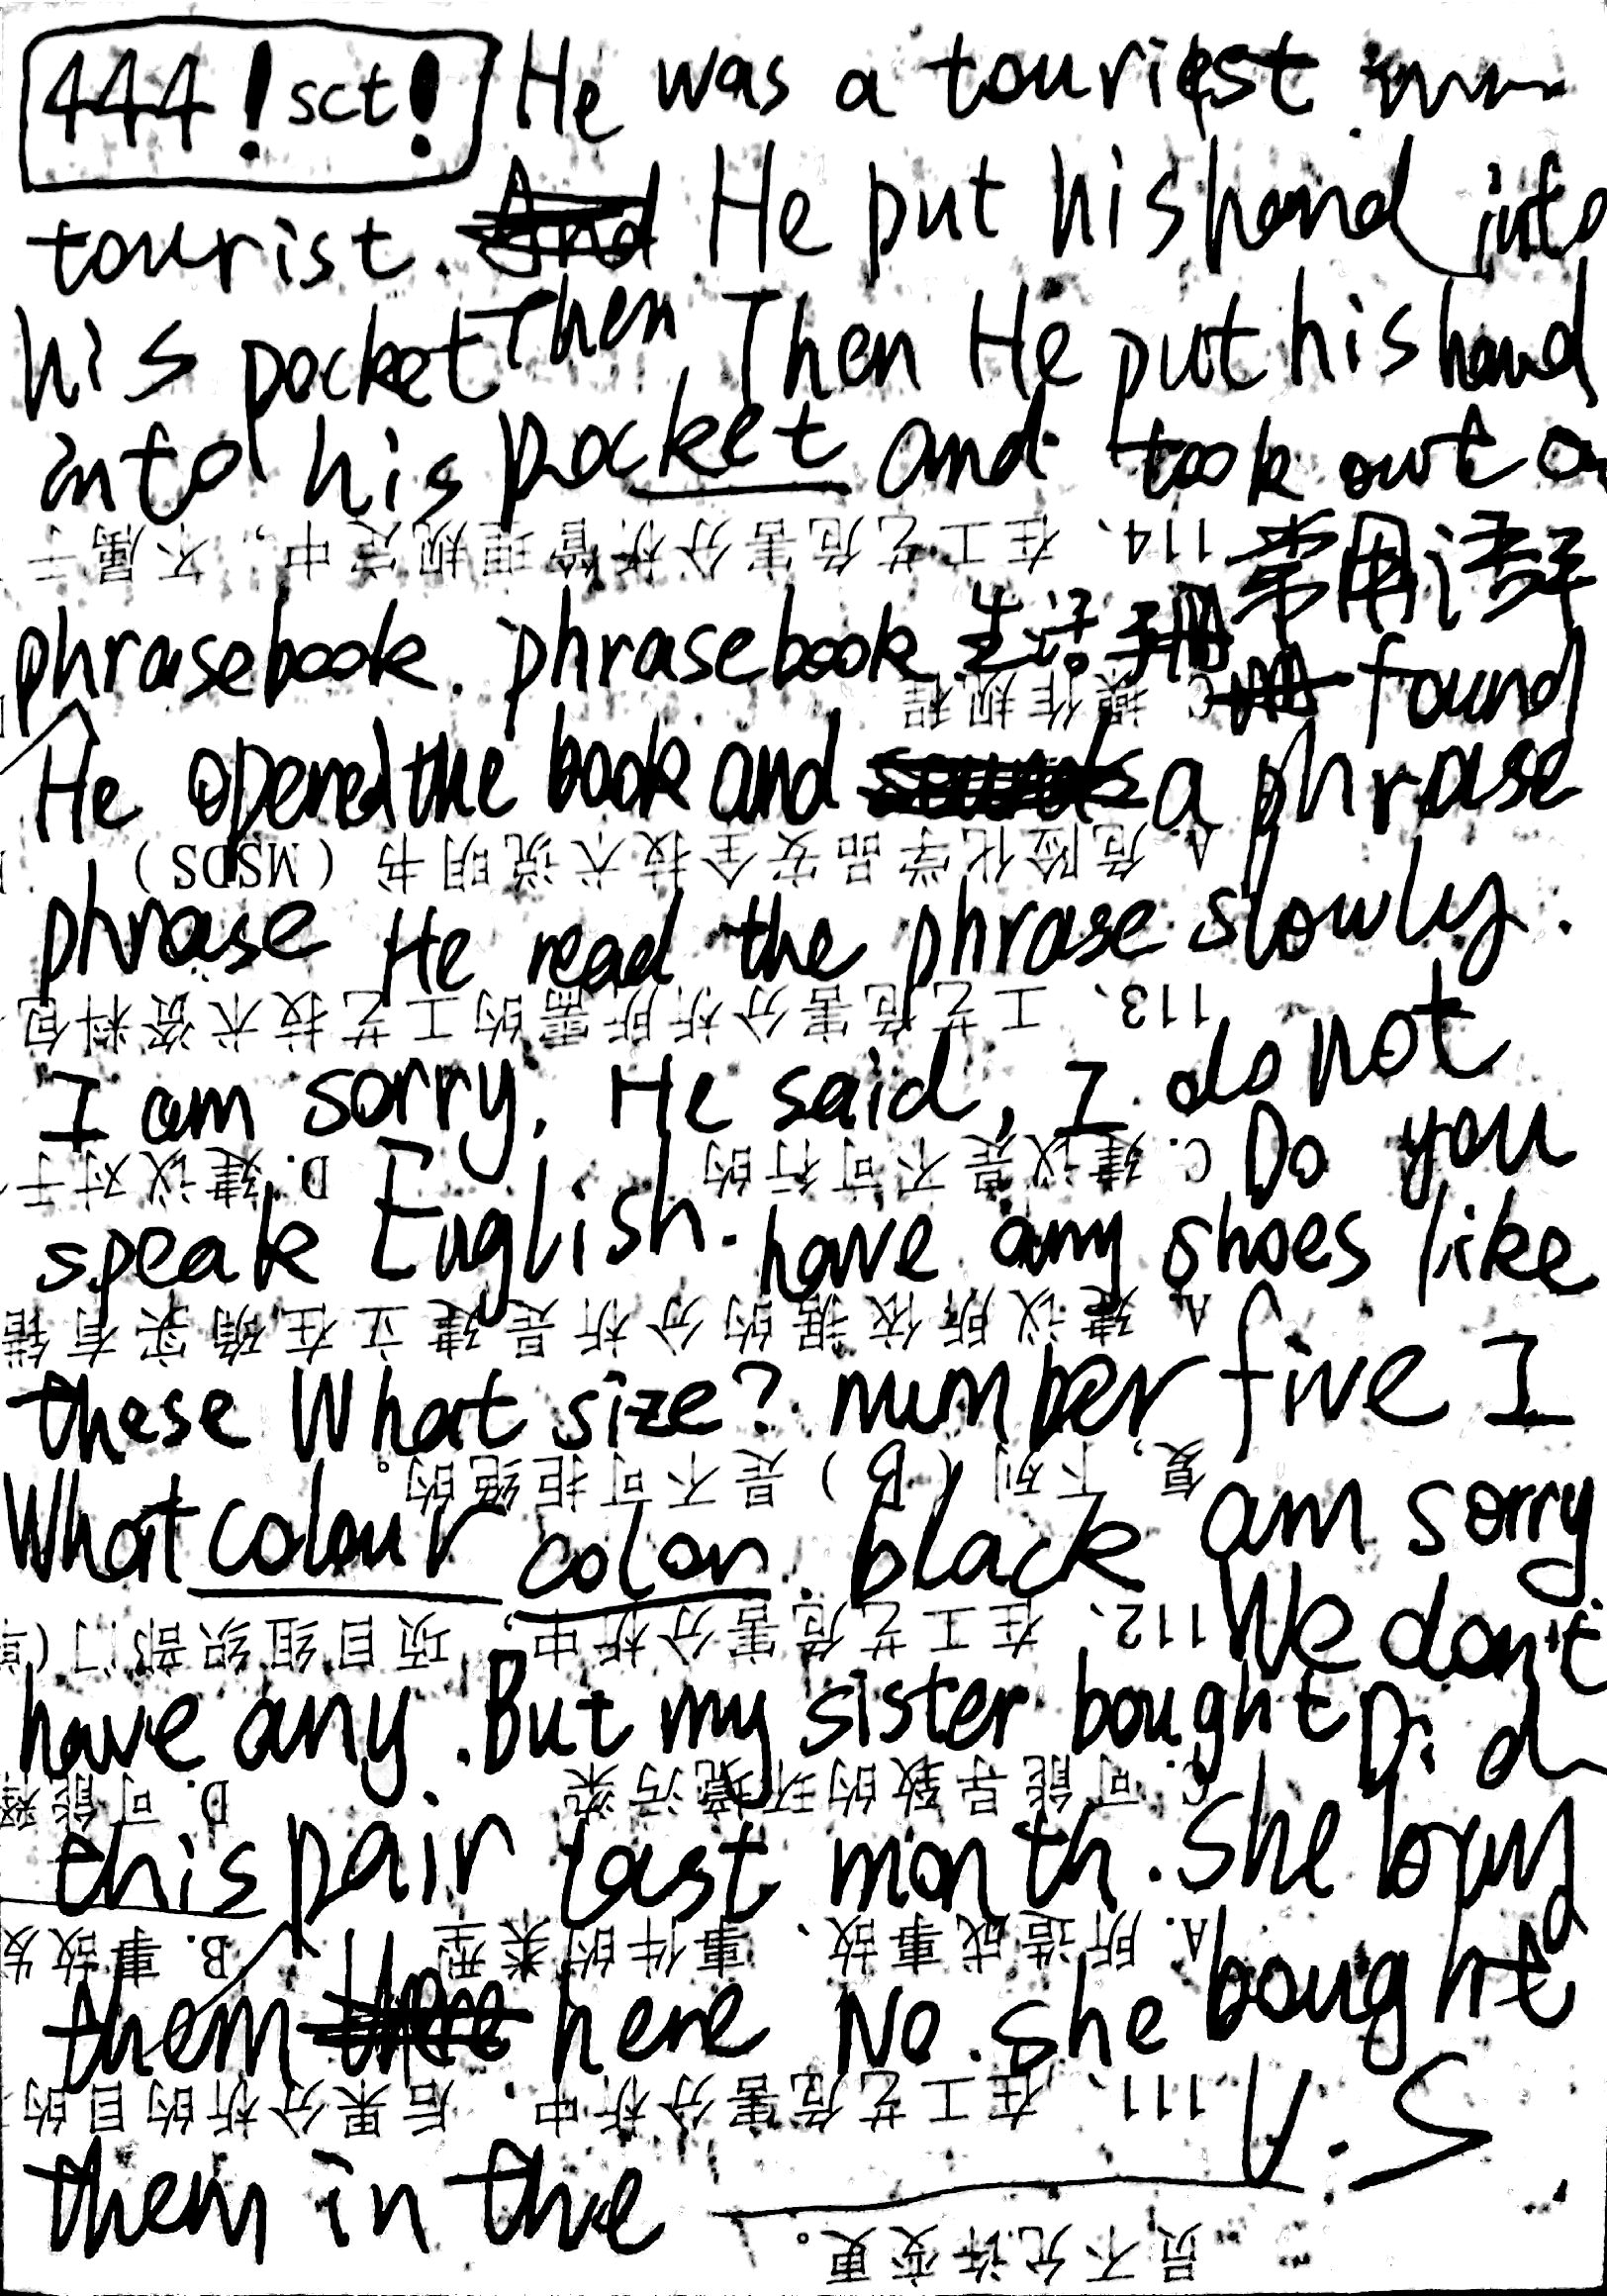 444!sct! He was a touriest
tourist. And He put his hand into
his pocket Then Then He put his hand
into his pocket and took out a
114、在工艺危害分析管理规定中，不属于
常用语
phrasebook. phrasebook 生活手册
C. 操作规程
found
He opened the book and sounds a phrase
A. 危险化学品安全技术说明书（MSDS）
phrase He read the phrase slowly.
113、工艺危害分析所需的工艺技术资料包
I am sorry. He said, I do not
C. 建议是不可行的 D. 建议对于
Do you
speak English. have any shoes like
A. 建议所依据的分析是建立在确实有错
these What size? number five I
复，下列（B）是不可拒绝的。
What colour color. black am sorry
112、在工艺危害分析中，项目组织部门（
We don't
have any. But my sister bought Did
C. 可能导致的环境污染 D. 可能
this pair last month. She
A. 所造成事故、事件的类型 B. 事故发
them there here No. she bought
111、在工艺危害分析中，后果分析的目的
U.S
them in the
员不允许变更。